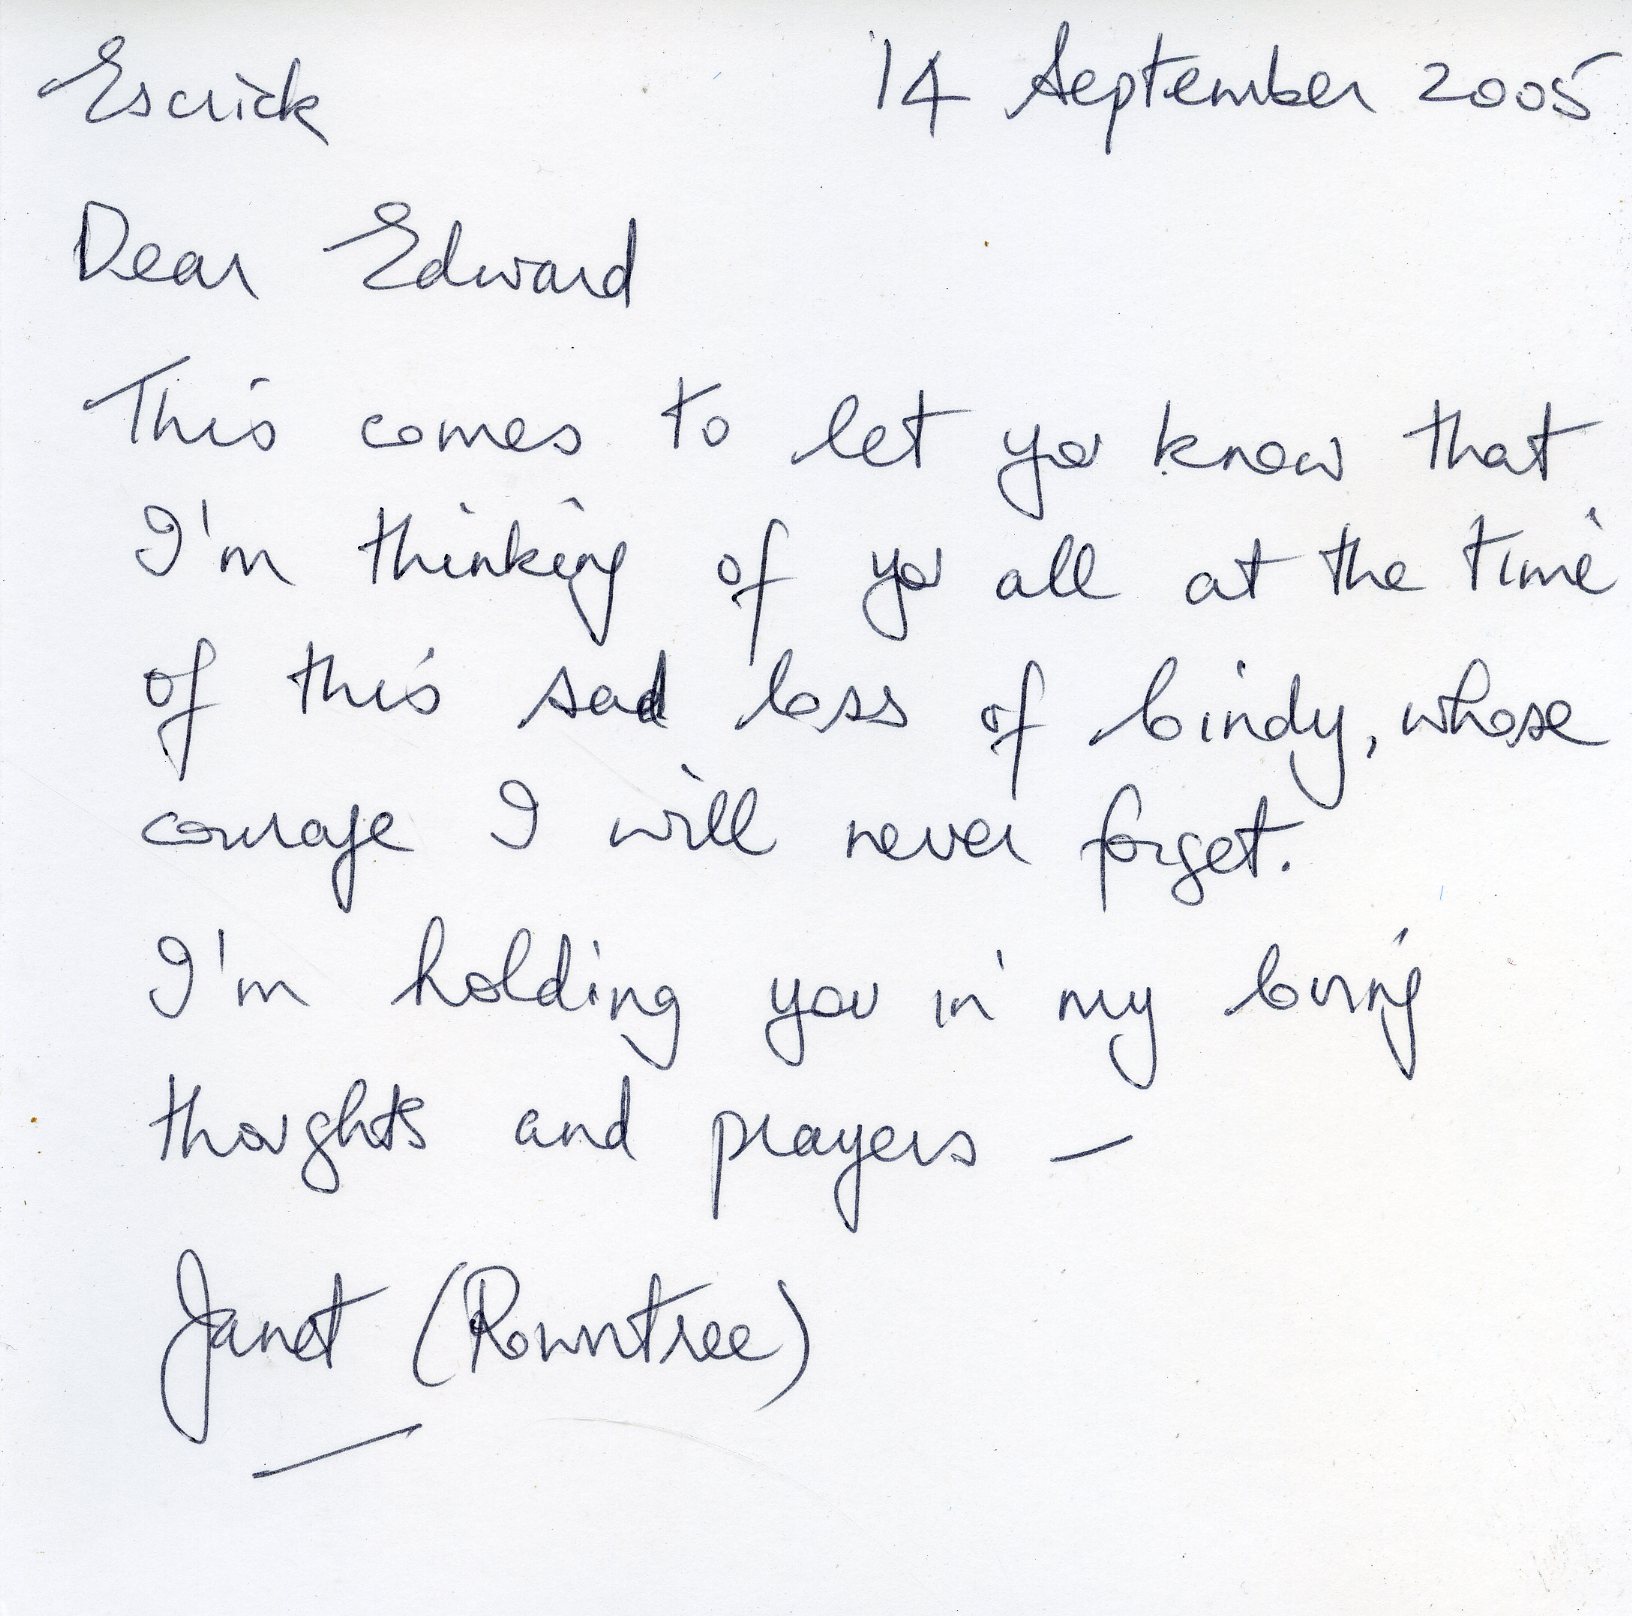 Escrick 14 September 2005
Dear Edward
This comes to let you know that
I'm thinking of you all at the time
of this sad loss of Lindy, whose
courage I will never forget.
I'm holding you in my loving
thoughts and prayers –
Janet (Rowntree)